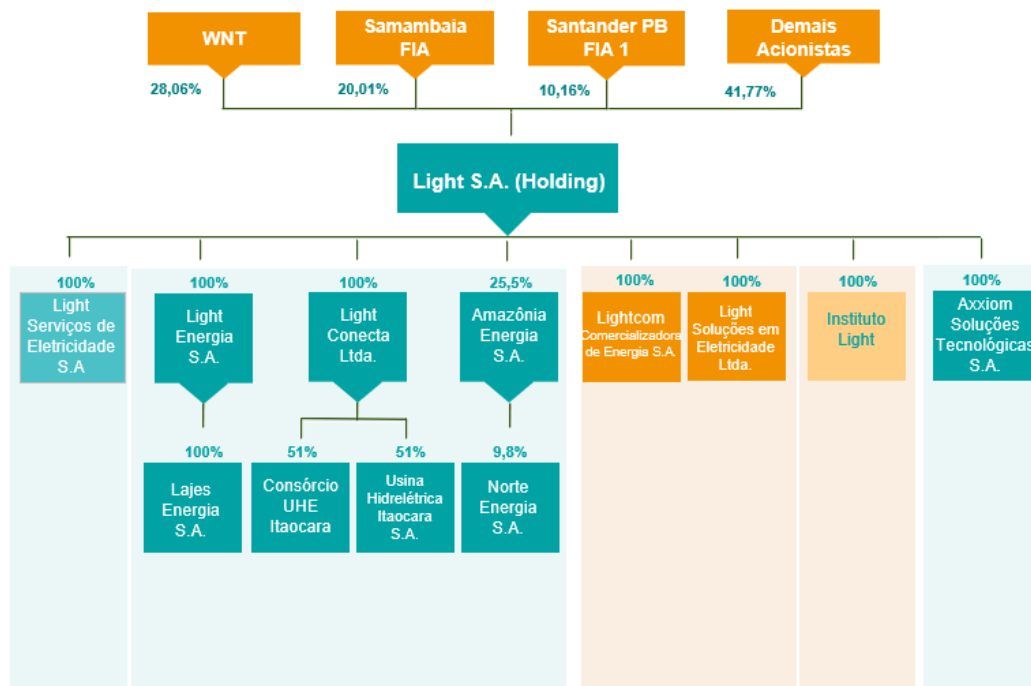 WNT
Samambaia
FIA
Santander PB
FIA 1
Demais
Acionistas
28,06%
20,01%
10,16%
41,77%
Light S.A. (Holding)
100%
100%
100%
25,5%
100%
100%
100%
100%
Light
Serviços de
Eletricidade
S.A
Light
Energia
S.A.
Light
Conecta
Ltda.
Amazônia
Energia
S.A.
Lightcom
Comercializadora
de Energia S.A.
Light
Soluções em
Eletricidade
Ltda.
Instituto
Light
Axxiom
Soluções
Tecnológicas
S.A.
100%
51%
51%
9,8%
Lajes
Energia
S.A.
Consórcio
UHE
Itaocara
Usina
Hidrelétrica
Itaocara
S.A.
Norte
Energia
S.A.